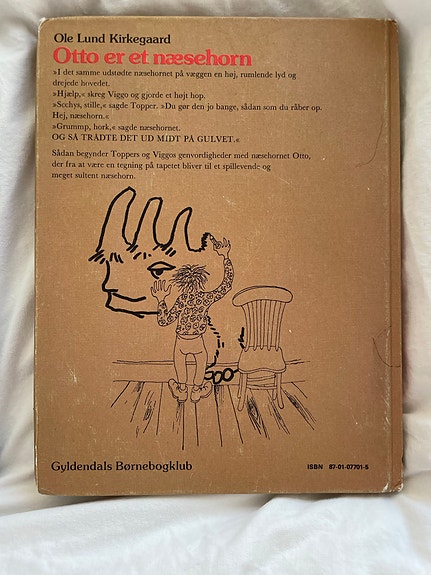 Ole Lund Kirkegaard
Otto er et næsehorn
»I det samme udstødte næsehornet på væggen en høj, rumlende lyd og
drejede hovedet.
»Hjælp,« skreg Viggo og gjorde et højt hop.
»Scchys, stille,« sagde Topper. »Du gør den jo bange, sådan som du råber op.
Hej, næsehorn.«
»Grummp, hork,« sagde næsehornet.
OG SÅ TRÅDTE DET UD MIDT PÅ GULVET.«
Sådan begynder Toppers og Viggos genvordigheder med næsehornet Otto,
der fra at være en tegning på tapetet bliver til et spillevende og
meget sultent næsehorn.
Gyldendals Børnebogklub
ISBN 87-01-07701-5